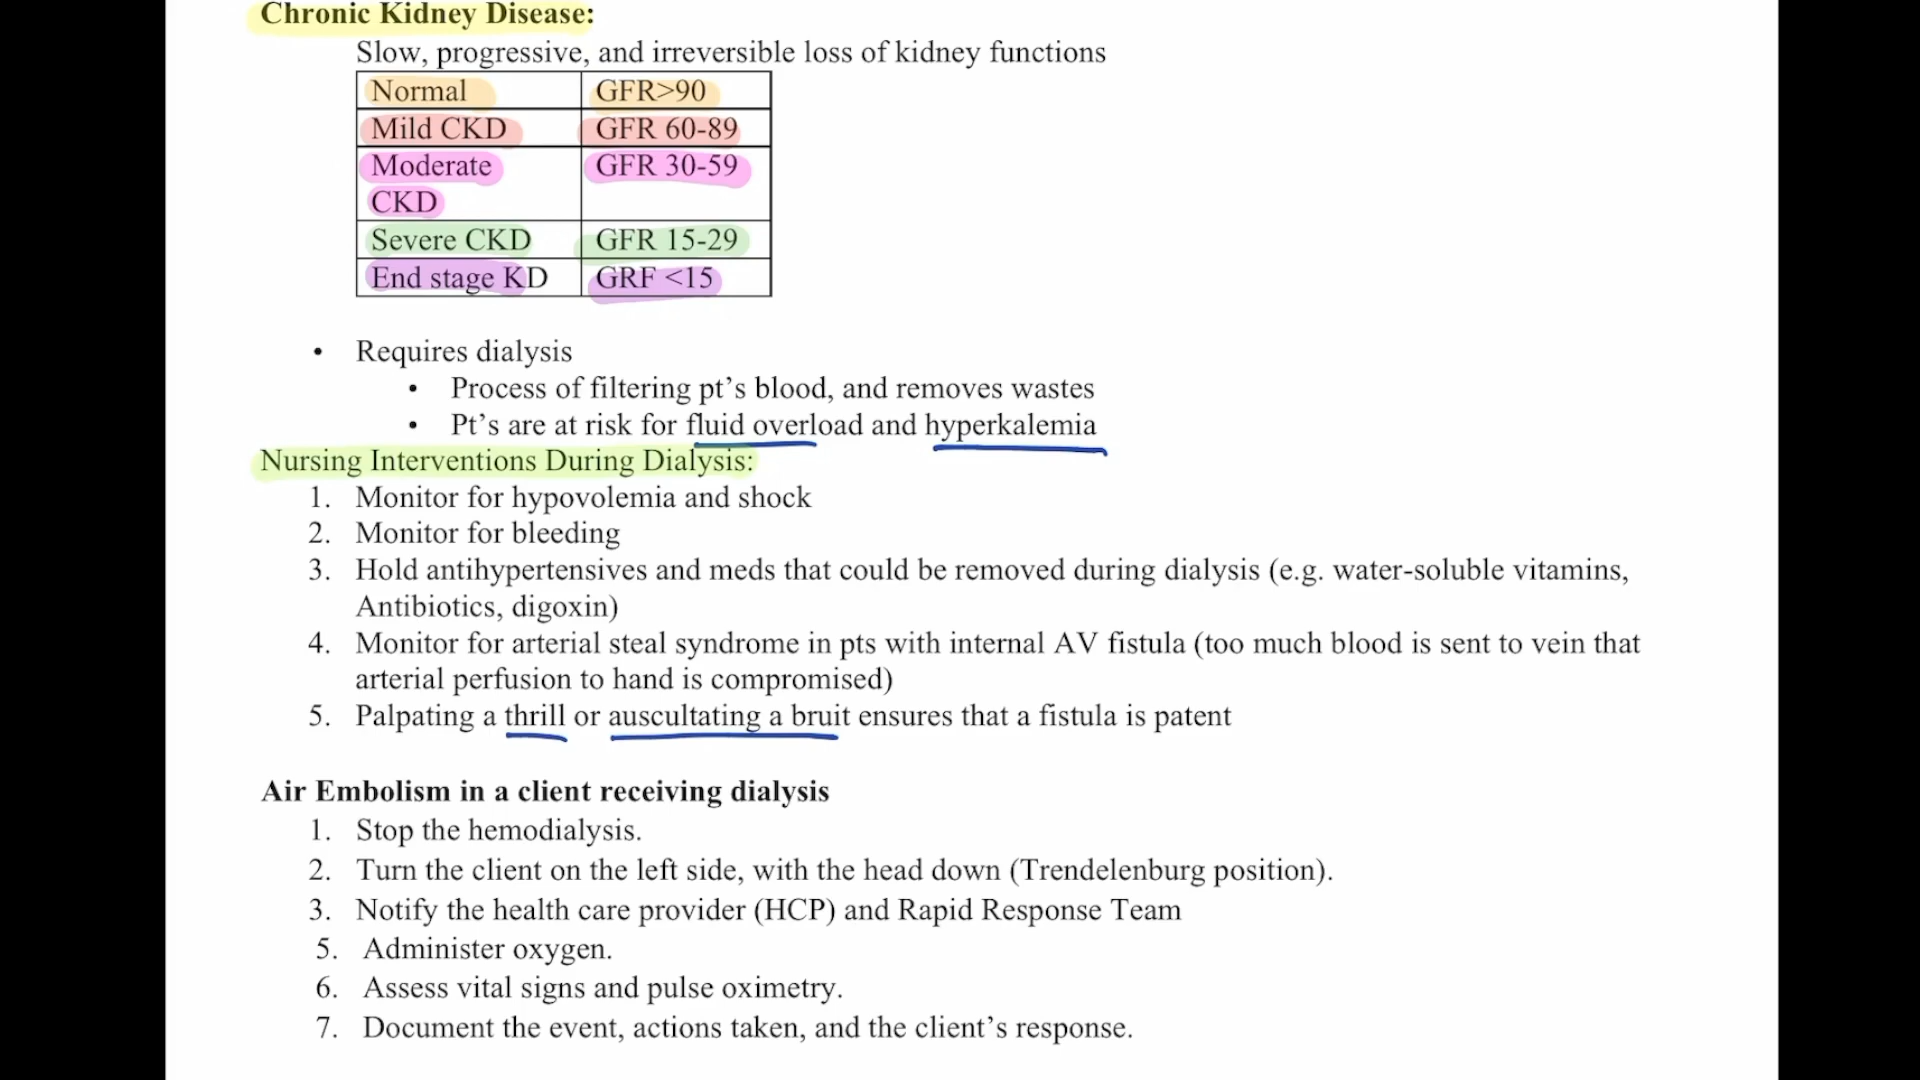 Chronic Kidney Disease:
Slow, progressive, and irreversible loss of kidney functions
Normal GFR>90
Mild CKD GFR 60-89
Moderate GFR 30-59
CKD
Severe CKD GFR 15-29
End stage KD GRF <15
• Requires dialysis
• Process of filtering pt’s blood, and removes wastes
• Pt’s are at risk for fluid overload and hyperkalemia
Nursing Interventions During Dialysis:
1. Monitor for hypovolemia and shock
2. Monitor for bleeding
3. Hold antihypertensives and meds that could be removed during dialysis (e.g. water-soluble vitamins,
Antibiotics, digoxin)
4. Monitor for arterial steal syndrome in pts with internal AV fistula (too much blood is sent to vein that
arterial perfusion to hand is compromised)
5. Palpating a thrill or auscultating a bruit ensures that a fistula is patent
Air Embolism in a client receiving dialysis
1. Stop the hemodialysis.
2. Turn the client on the left side, with the head down (Trendelenburg position).
3. Notify the health care provider (HCP) and Rapid Response Team
5. Administer oxygen.
6. Assess vital signs and pulse oximetry.
7. Document the event, actions taken, and the client’s response.